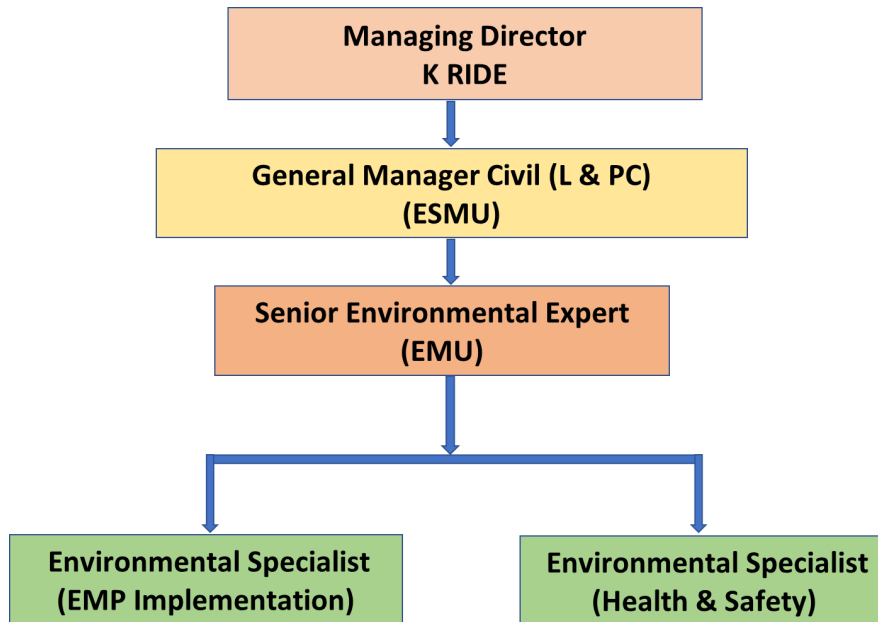 Managing Director
K RIDE
General Manager Civil (L & PC)
(ESMU)
Senior Environmental Expert
(EMU)
Environmental Specialist
(EMP Implementation)
Environmental Specialist
(Health & Safety)